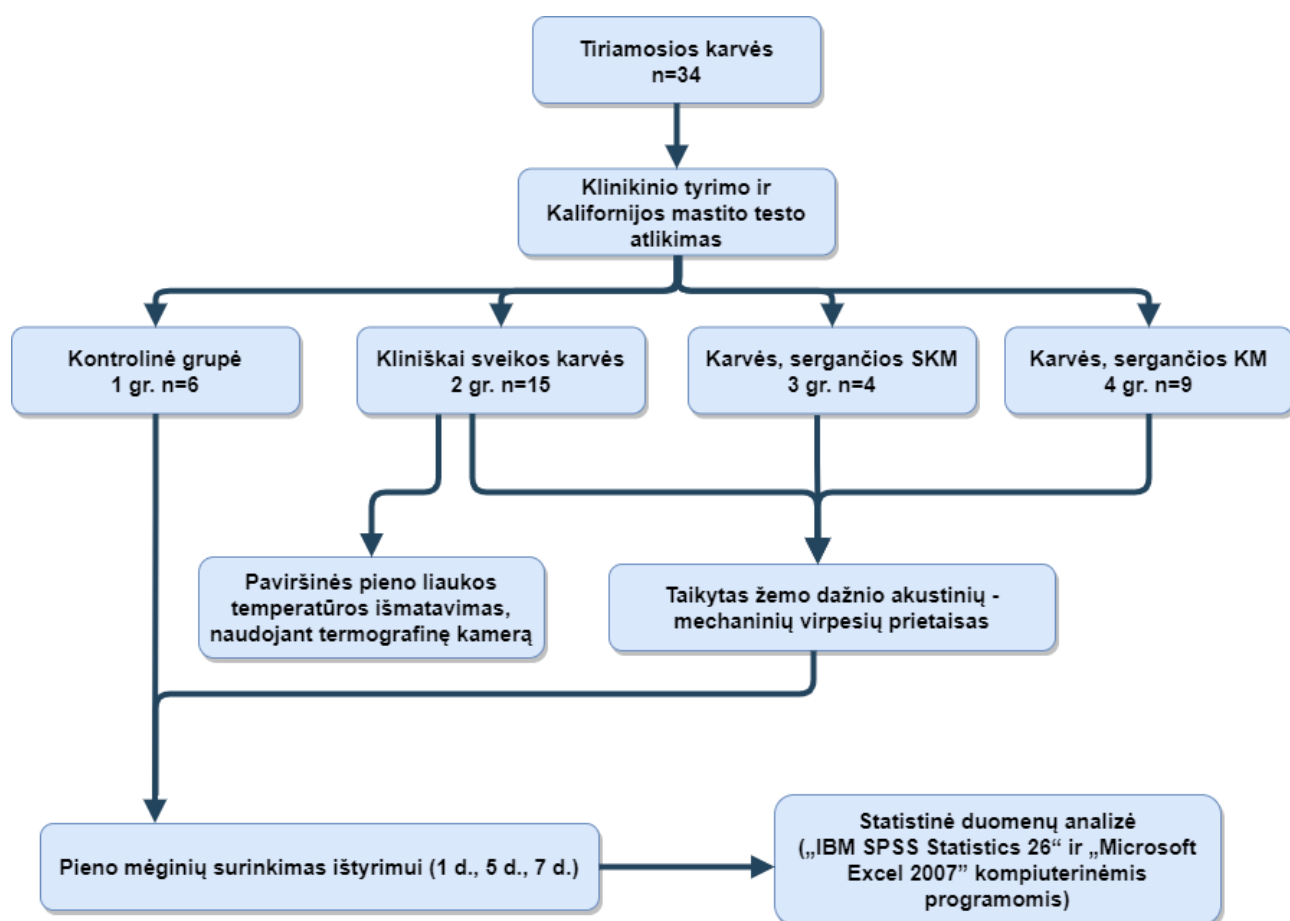 Tiriamosios karvės
n=34
Klinikinio tyrimo ir
Kalifornijos mastito testo
atlikimas
Kontrolinė grupė
1 gr. n=6
Kliniškai sveikos karvės
2 gr. n=15
Karvės, sergančios SKM
3 gr. n=4
Karvės, sergančios KM
4 gr. n=9
Paviršinės pieno liaukos
temperatūros išmatavimas,
naudojant termografinę kamerą
Taikytas žemo dažnio akustinių -
mechaninių virpesių prietaisas
Pieno mėginių surinkimas ištyrimui (1 d., 5 d., 7 d.)
Statistinė duomenų analizė
(„IBM SPSS Statistics 26“ ir „Microsoft
Excel 2007” kompiuterinėmis
programomis)